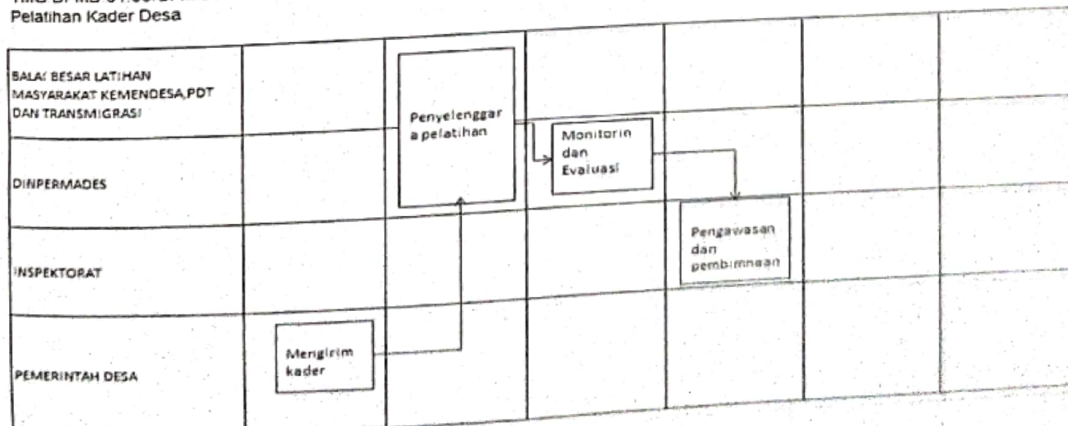 Pelatihan Kader Desa
BALAI BESAR LATIHAN
MASYARAKAT KEMENDESA,PDT
DAN TRANSMIGRASI
Penyelenggar
a pelatihan
Monitorin
dan
Evaluasi
DINPERMADES
Pengawasan
dan
pembimnaan
INSPEKTORAT
Mengirim
kader
PEMERINTAH DESA